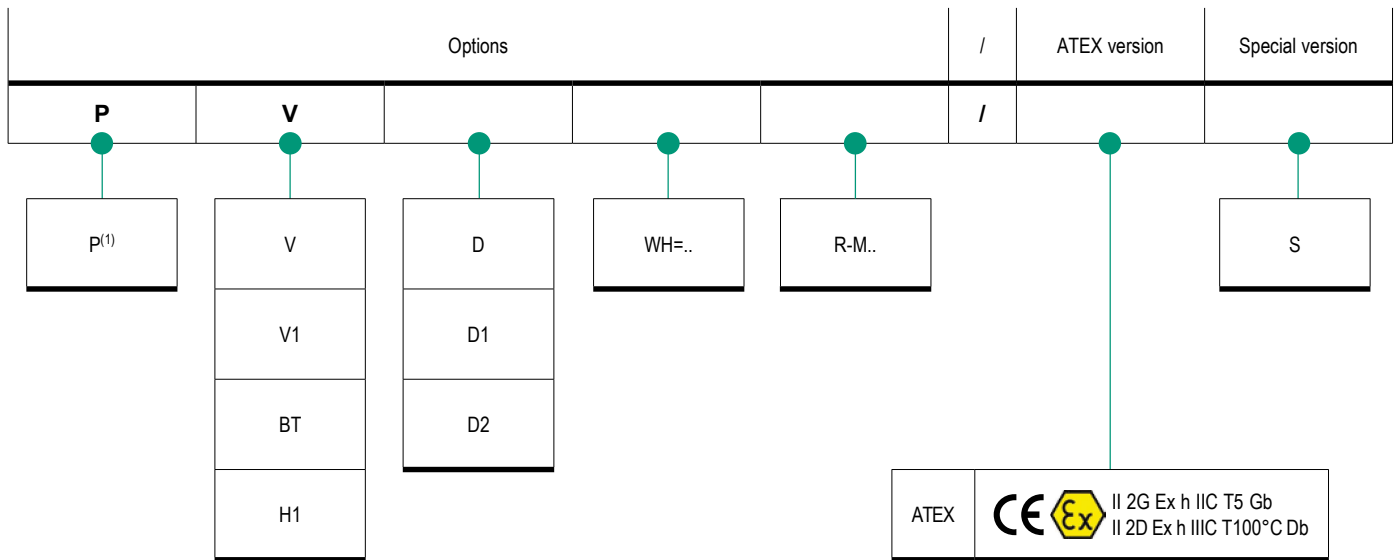 Options / ATEX version Special version
P V /
P(1) V D WH=.. R-M.. S
V1 D1
BT D2
H1
ATEX CE Ex II 2G Ex h IIC T5 Gb
II 2D Ex h IIIC T100°C Db